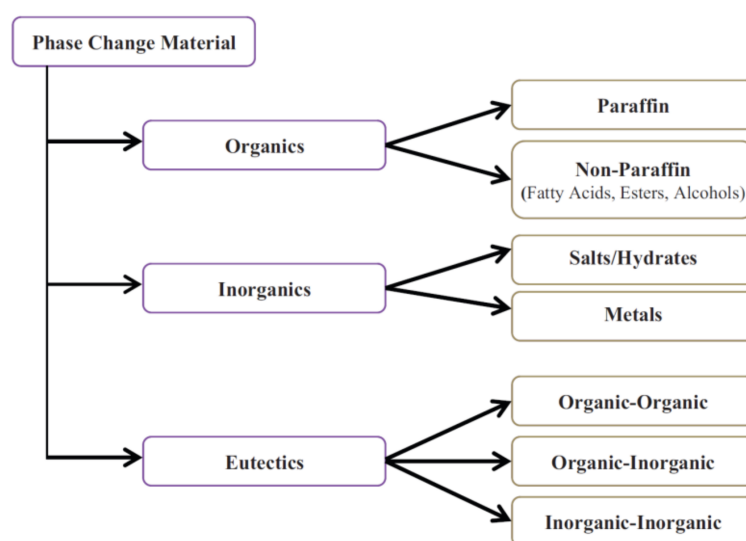 Phase Change Material
Organics
Paraffin
Non-Paraffin
(Fatty Acids, Esters, Alcohols)
Inorganics
Salts/Hydrates
Metals
Eutectics
Organic-Organic
Organic-Inorganic
Inorganic-Inorganic